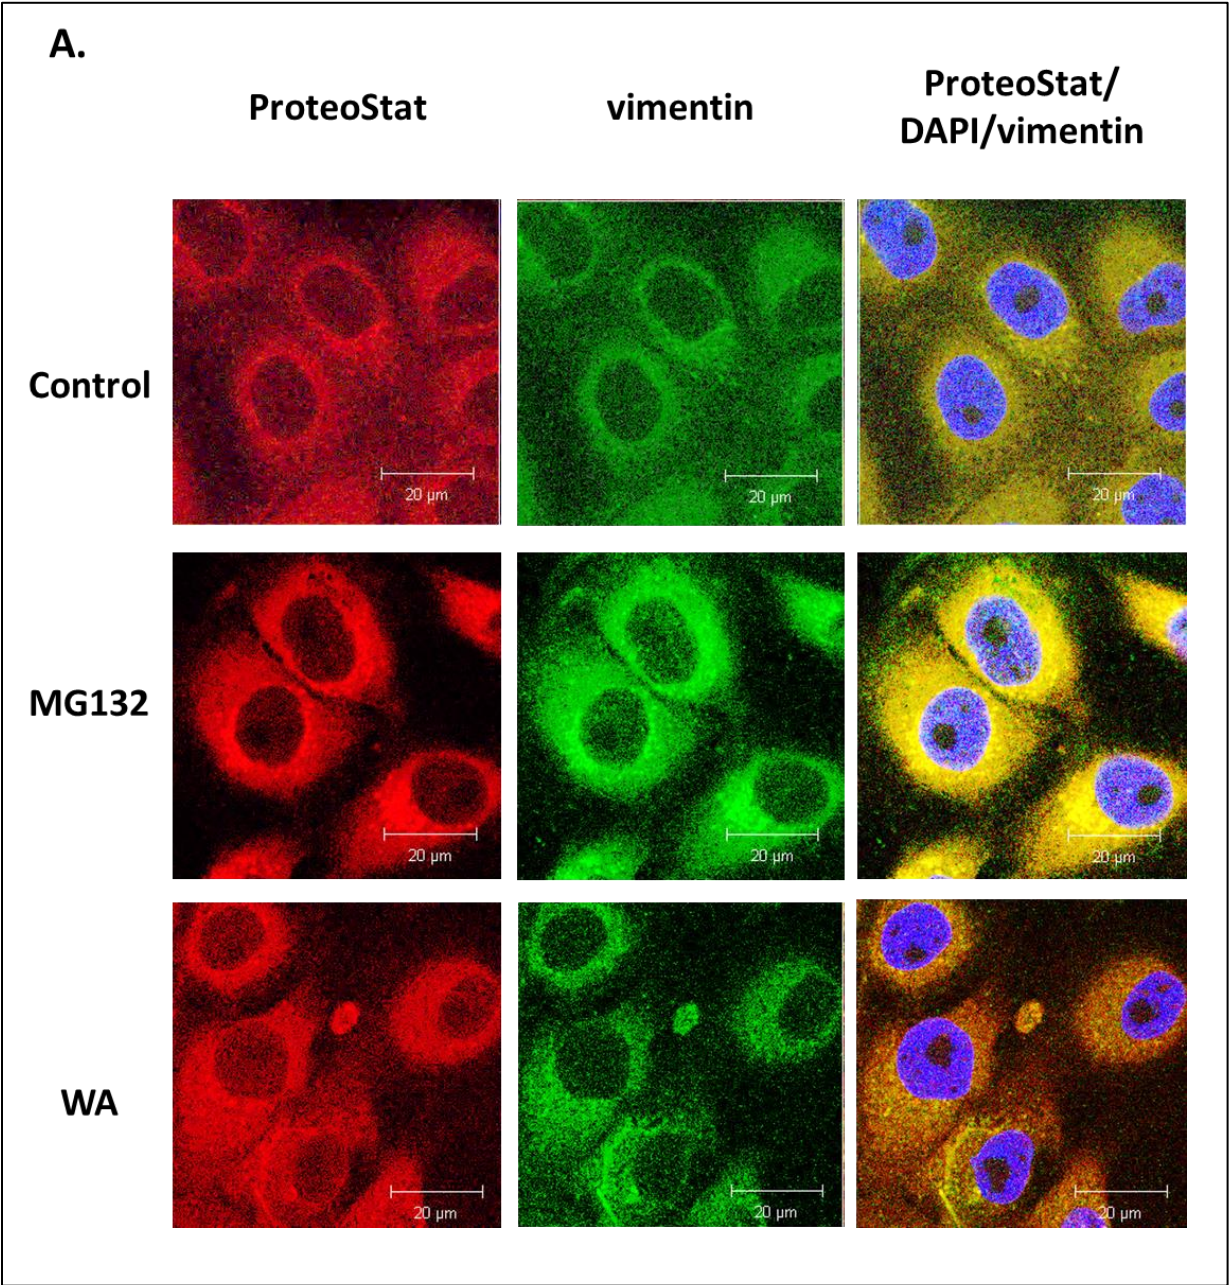 A.
ProteoStat
vimentin
ProteoStat/
DAPI/vimentin
Control
20 µm
20 µm
20 µm
MG132
20 µm
20 µm
20 µm
WA
20 µm
20 µm
20 µm